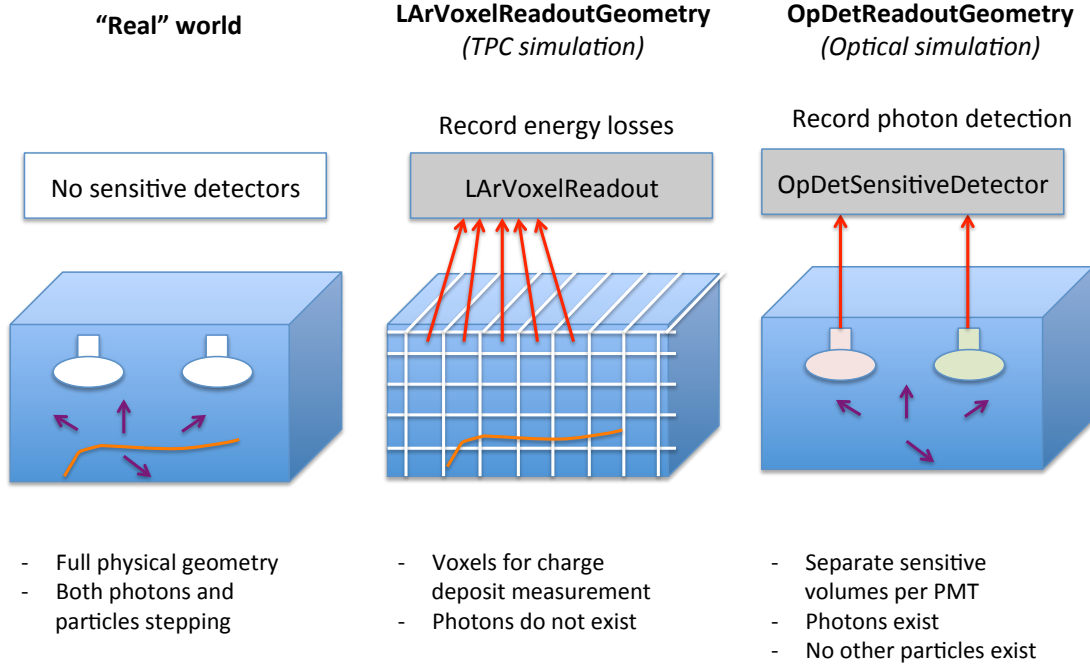 “Real” world
No sensitive detectors
- Full physical geometry
- Both photons and
particles stepping
LArVoxelReadoutGeometry
(TPC simulation)
Record energy losses
LArVoxelReadout
- Voxels for charge
deposit measurement
- Photons do not exist
OpDetReadoutGeometry
(Optical simulation)
Record photon detection
OpDetSensitiveDetector
- Separate sensitive
volumes per PMT
- Photons exist
- No other particles exist